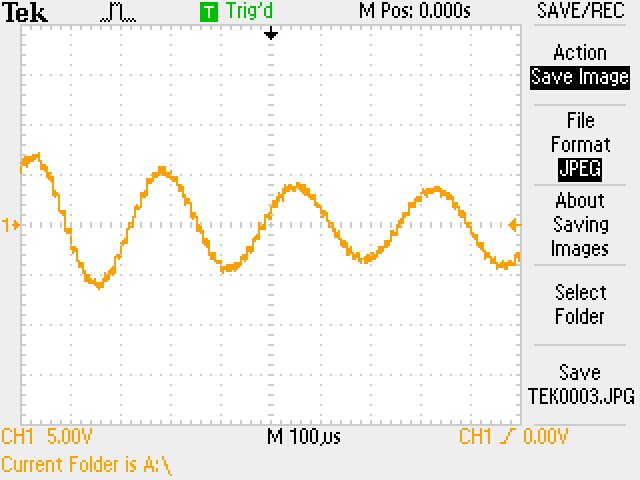 Tek T Trig'd M Pos: 0.000s SAVE/REC
Action
Save Image
File
Format
JPEG
About
Saving
Images
Select
Folder
Save
TEK0003.JPG
1
CH1 5.00V M 100µs CH1 0.00V
Current Folder is A:\